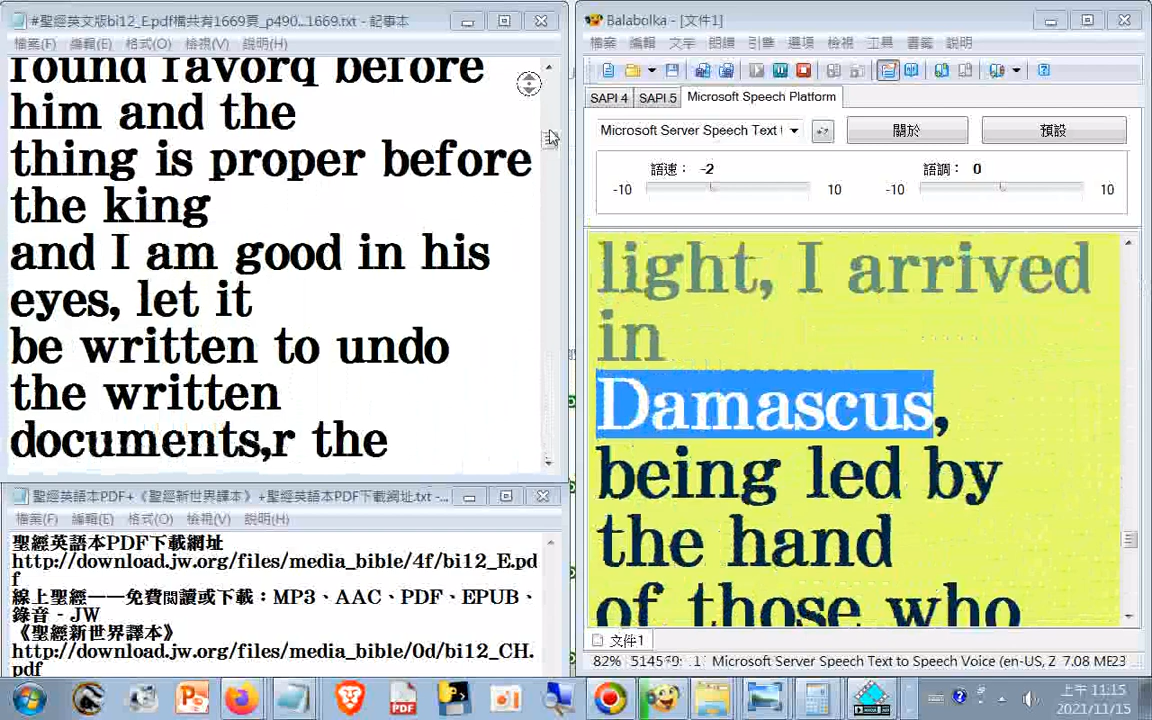 #聖經英文版bi12_E.pdf檔共有1669頁_p490...1669.txt - 記事本
檔案(F) 編輯(E) 格式(O) 檢視(V) 說明(H)
round favorq before
him and the
thing is proper before
the king
and I am good in his
eyes, let it
be written to undo
the written
documents,r the
聖經英語本PDF+《聖經新世界譯本》+聖經英語本PDF下載網址.txt - ...
檔案(F) 編輯(E) 格式(O) 檢視(V) 說明(H)
聖經英語本PDF下載網址
http://download.jw.org/files/media_bible/4f/bi12_E.pd
f
線上聖經──免費閱讀或下載：MP3、AAC、PDF、EPUB、
錄音 - JW
《聖經新世界譯本》
http://download.jw.org/files/media_bible/0d/bi12_CH.
pdf
Balabolka - [文件1]
檔案 編輯 文字 朗讀 引擎 選項 檢視 工具 書籤 說明
SAPI 4 SAPI 5 Microsoft Speech Platform
Microsoft Server Speech Text 關於 預設
語速： -2 語調： 0
-10 10 -10 10
light, I arrived
in
Damascus,
being led by
the hand
of those who
文件1
82% Microsoft Server Speech Text to Speech Voice (en-US, Z 7.08 ME23
上午 11:15
2021/11/15